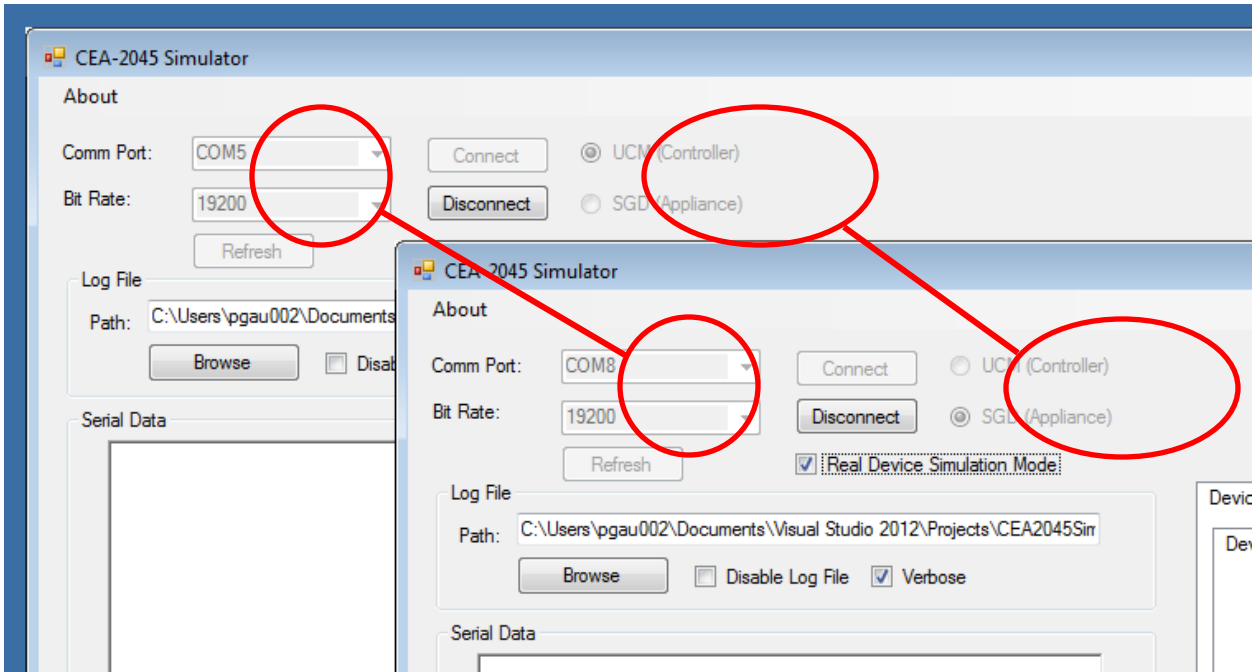 CEA-2045 Simulator
About
Comm Port: COM5 Connect UCM (Controller)
Bit Rate: 19200 Disconnect SGD (Appliance)
Refresh
Log File
Path: C:\Users\pgau002\Documents
Browse
Serial Data
CEA-2045 Simulator
About
Comm Port: COM8 Connect UCM (Controller)
Bit Rate: 19200 Disconnect SGD (Appliance)
Refresh Real Device Simulation Mode
Log File
Path: C:\Users\pgau002\Documents\Visual Studio 2012\Projects\CEA2045Sim
Browse Disable Log File Verbose
Serial Data